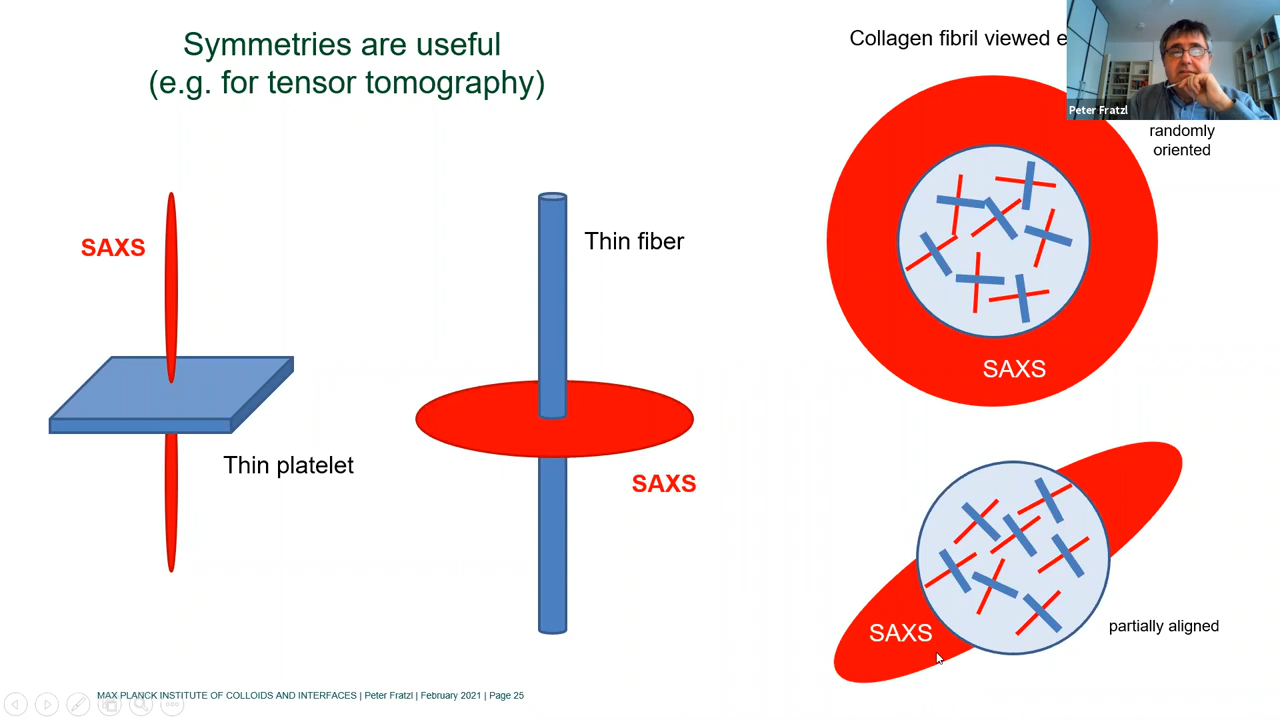 Symmetries are useful
(e.g. for tensor tomography)
SAXS
Thin platelet
Thin fiber
SAXS
Collagen fibril viewed e
Peter Fratzl
randomly
oriented
SAXS
SAXS
partially aligned
MAX PLANCK INSTITUTE OF COLLOIDS AND INTERFACES | Peter Fratzl | February 2021 | Page 25